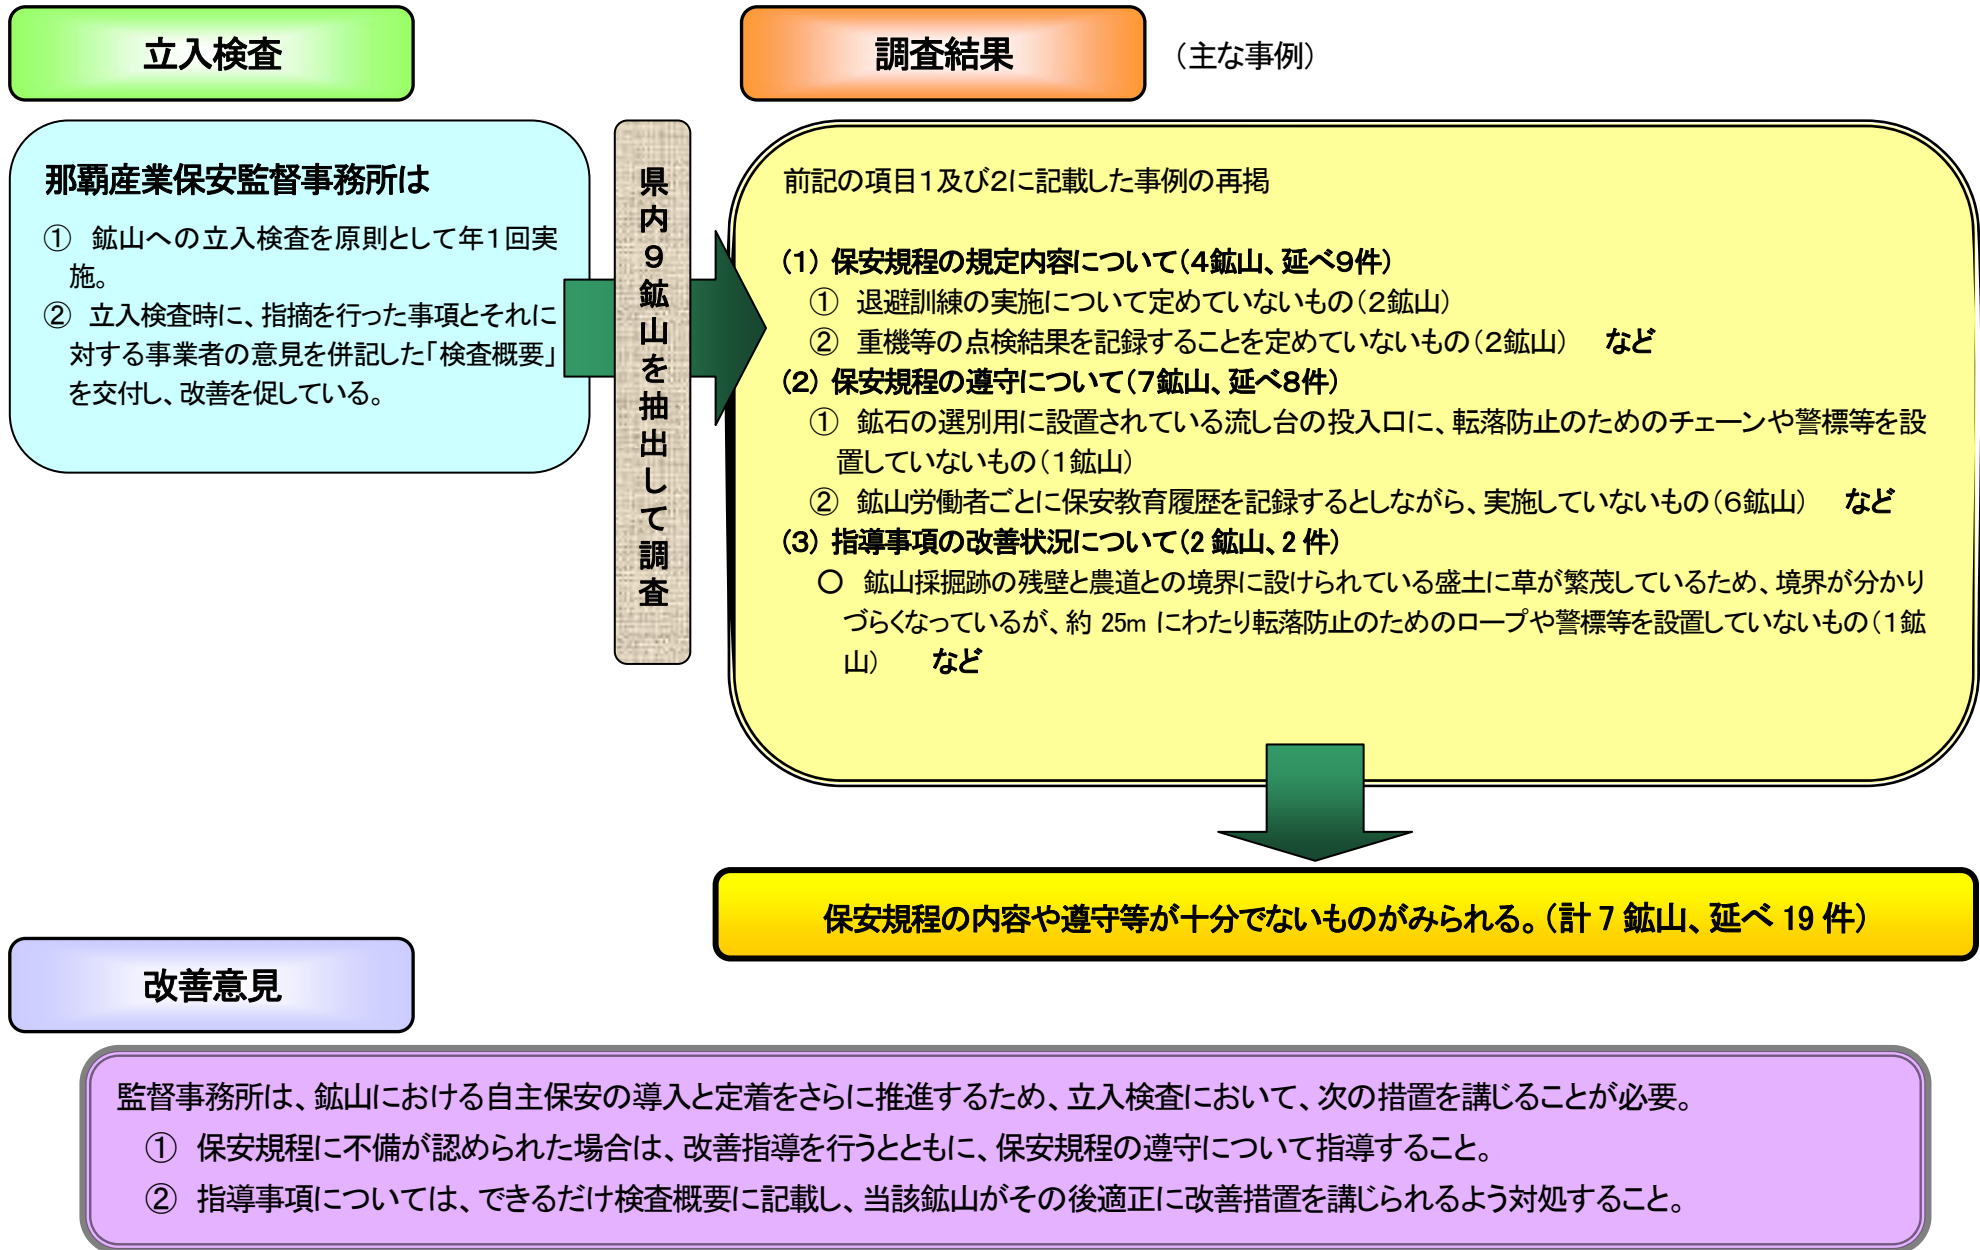 立入検査
調査結果
（主な事例）
那覇産業保安監督事務所は
① 鉱山への立入検査を原則として年１回実
施。
② 立入検査時に、指摘を行った事項とそれに
対する事業者の意見を併記した「検査概要」
を交付し、改善を促している。
県内９鉱山を抽出して調査
前記の項目１及び２に記載した事例の再掲
(１) 保安規程の規定内容について（４鉱山、延べ９件）
① 退避訓練の実施について定めていないもの（２鉱山）
② 重機等の点検結果を記録することを定めていないもの（２鉱山） など
(２) 保安規程の遵守について（７鉱山、延べ８件）
① 鉱石の選別用に設置されている流し台の投入口に、転落防止のためのチェーンや警標等を設
置していないもの（１鉱山）
② 鉱山労働者ごとに保安教育履歴を記録するとしながら、実施していないもの（６鉱山） など
(３) 指導事項の改善状況について（2 鉱山、2 件）
○ 鉱山採掘跡の残壁と農道との境界に設けられている盛土に草が繁茂しているため、境界が分かり
づらくなっているが、約 25m にわたり転落防止のためのロープや警標等を設置していないもの（１鉱
山） など
保安規程の内容や遵守等が十分でないものがみられる。（計 7 鉱山、延べ 19 件）
改善意見
監督事務所は、鉱山における自主保安の導入と定着をさらに推進するため、立入検査において、次の措置を講じることが必要。
① 保安規程に不備が認められた場合は、改善指導を行うとともに、保安規程の遵守について指導すること。
② 指導事項については、できるだけ検査概要に記載し、当該鉱山がその後適正に改善措置を講じられるよう対処すること。